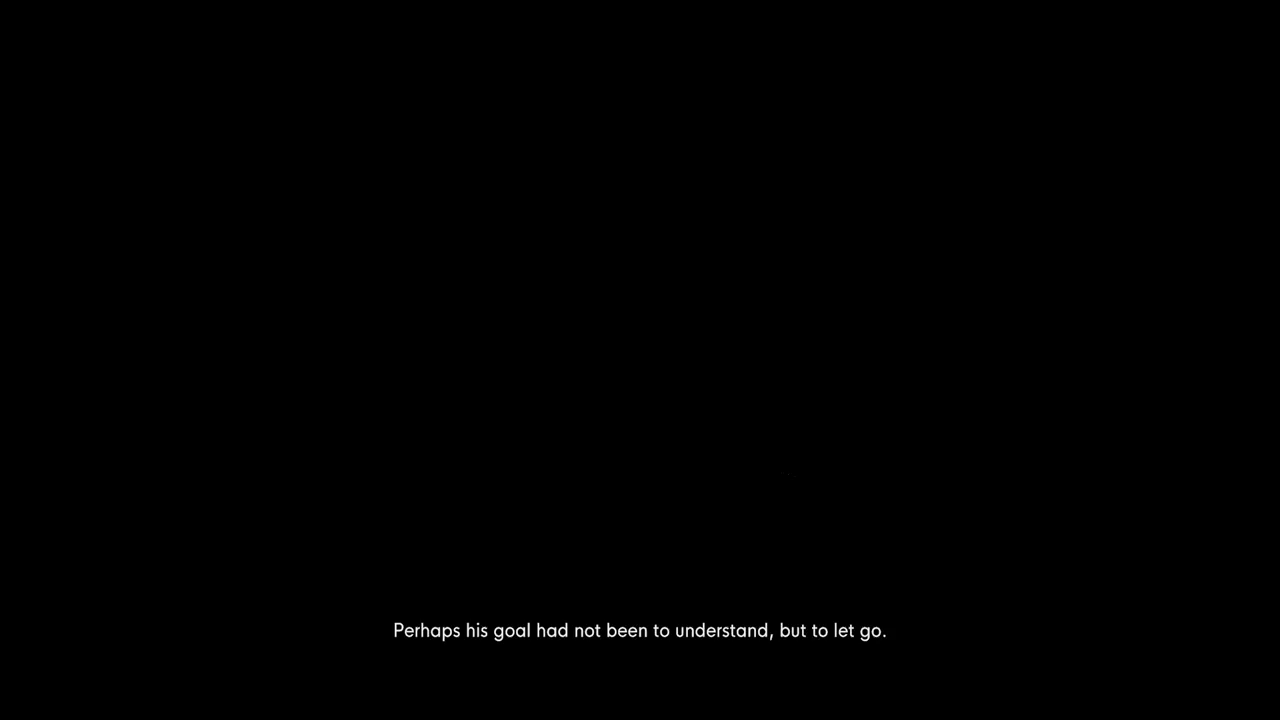 Perhaps his goal had not been to understand, but to let go.